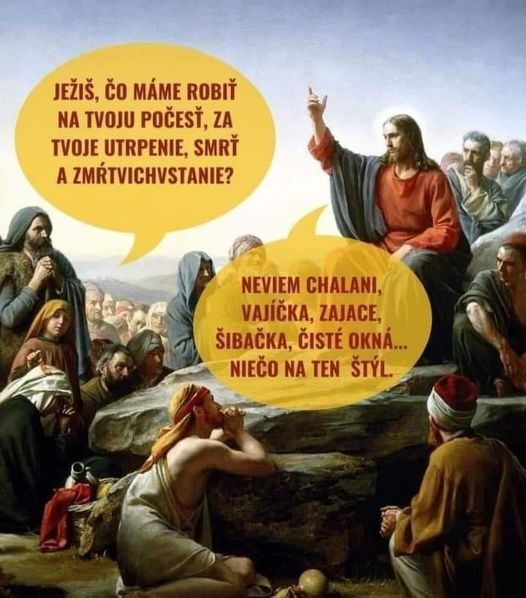 JEŽIŠ, ČO MÁME ROBIŤ
NA TVOJU POČESŤ, ZA
TVOJE UTRPENIE, SMRŤ
A ZMŔTVICHVSTANIE?
NEVIEM CHALANI,
VAJÍČKA, ZAJACE,
ŠIBAČKA, ČISTÉ OKNÁ...
NIEČO NA TEN ŠTÝL.